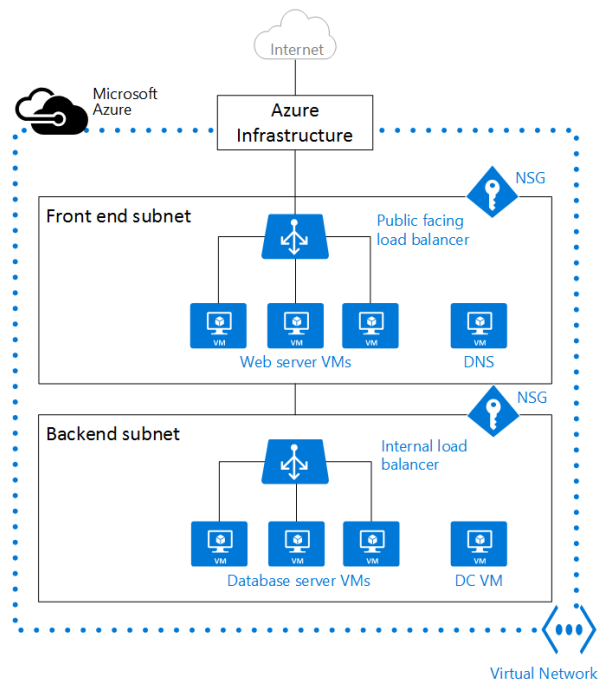 Internet
Microsoft
Azure
Azure
Infrastructure
NSG
Front end subnet
Public facing
load balancer
VM
VM
VM
VM
Web server VMs
DNS
NSG
Backend subnet
Internal load
balancer
VM
VM
VM
VM
Database server VMs
DC VM
Virtual Network